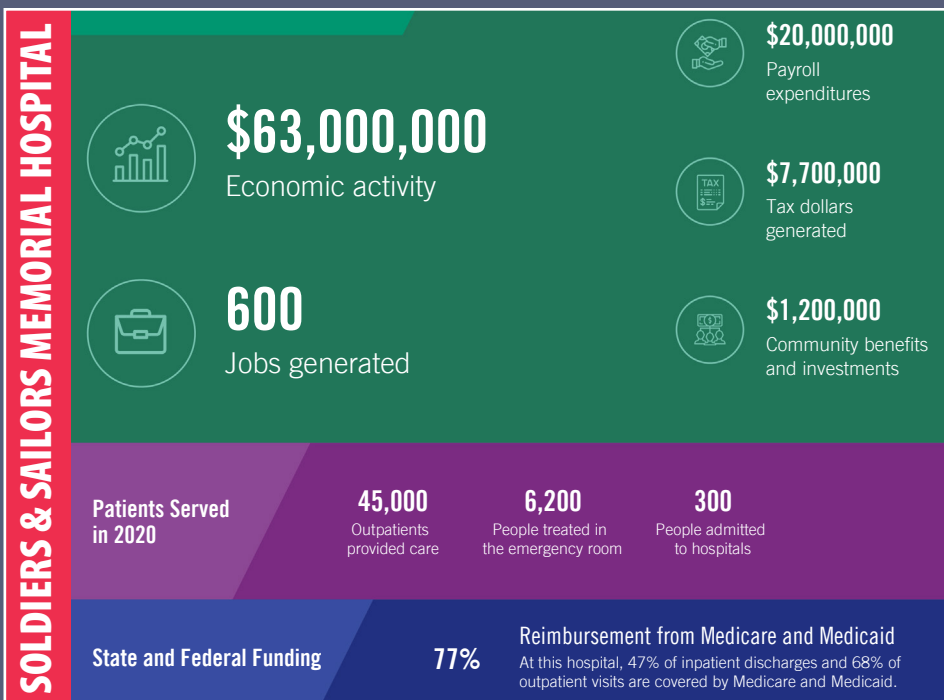 SOLDIERS & SAILORS MEMORIAL HOSPITAL
$63,000,000
Economic activity
600
Jobs generated
$20,000,000
Payroll
expenditures
TAX
$
$7,700,000
Tax dollars
generated
$1,200,000
Community benefits
and investments
Patients Served
in 2020
45,000
Outpatients
provided care
6,200
People treated in
the emergency room
300
People admitted
to hospitals
State and Federal Funding
77%
Reimbursement from Medicare and Medicaid
At this hospital, 47% of inpatient discharges and 68% of
outpatient visits are covered by Medicare and Medicaid.